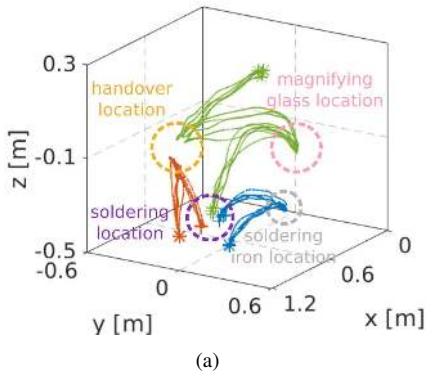 0.3
handover
location
magnifying
glass location
z [m]
-0.1
soldering
location
soldering
iron location
-0.5
-0.6
0
0.6
y [m]
1.2
0.6
0
x [m]
(a)